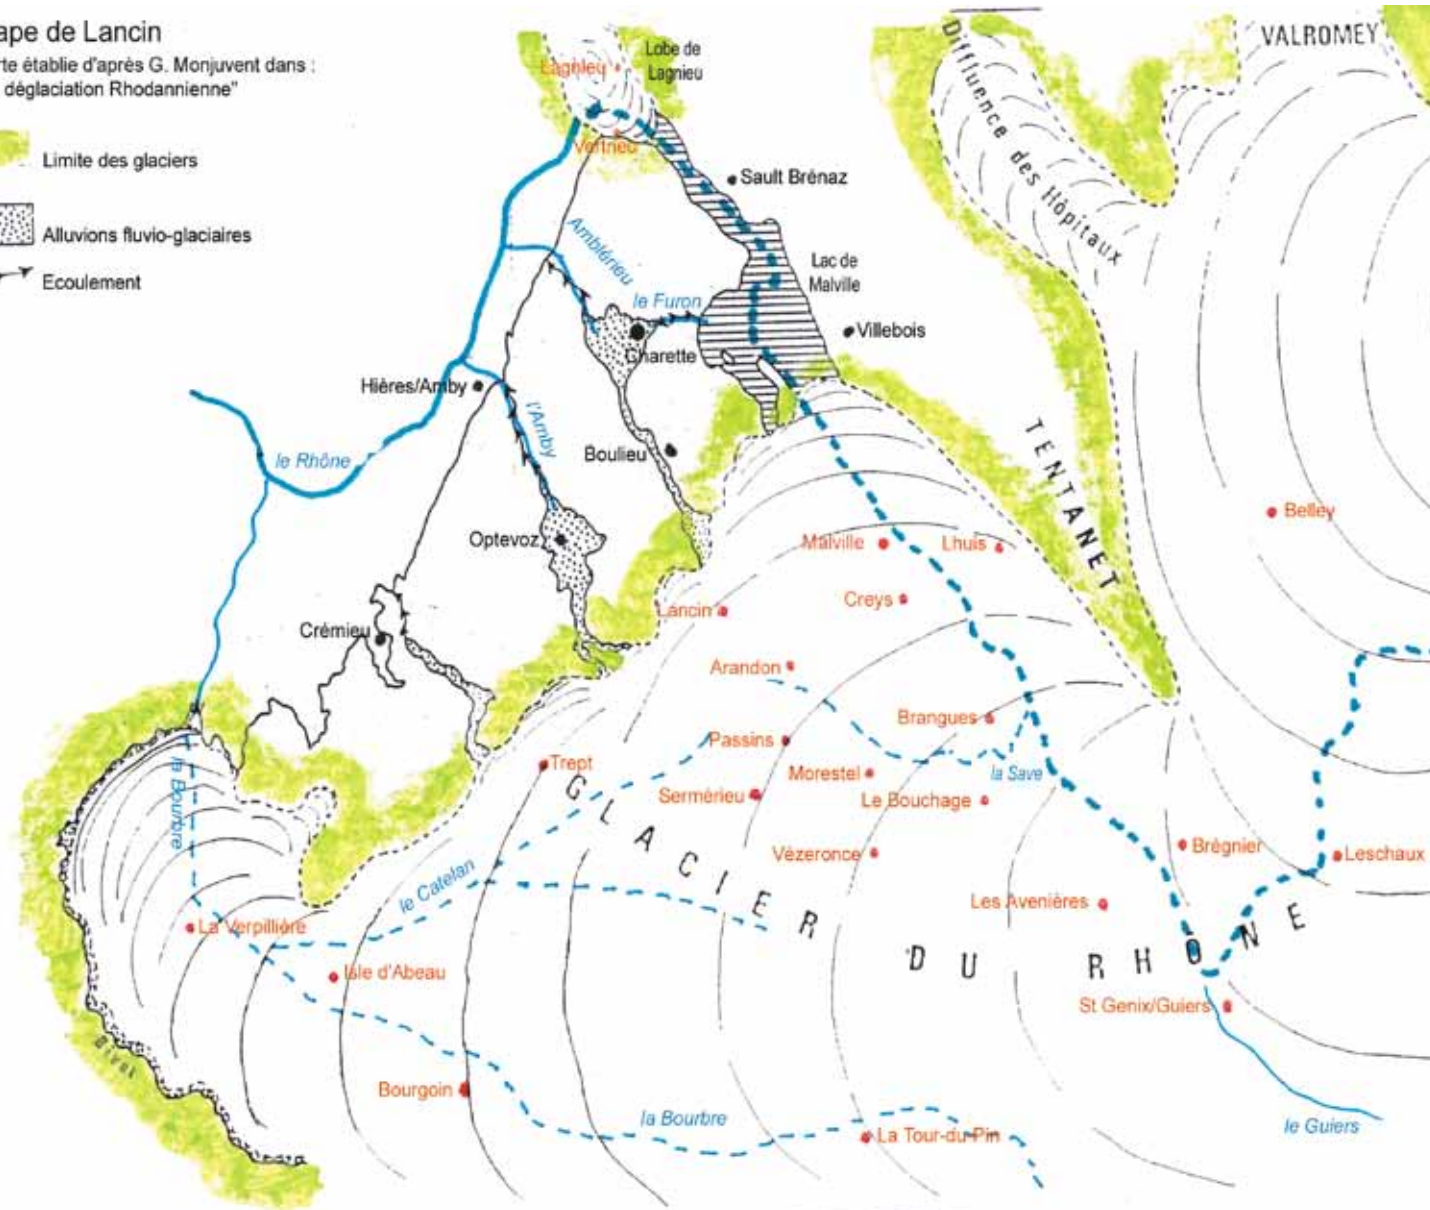 ape de Lancin
rte établie d'après G. Monjuvent dans :
déglaciation Rhodannienne"
Limite des glaciers
Alluvions fluvio-glaciaires
Ecoulement
Lobe de
Lagnieu
Lagnieu
Vertrieu
Diffluence des Hôpitaux
VALROMEY
Sault Brénaz
Amblérieu
Lac de
Malville
le Furon
Villebois
Charette
Hières/Amby
l'Amby
le Rhône
Boulieu
TENTANET
Optevoz
Belley
Malville
Lhuis
Creys
Lancin
Crémieu
Arandon
Brangues
Passins
Trept
Morestel
la Save
Sermérieu
Le Bouchage
la Bourbre
Vézeronce
Brégnier
Leschaux
le Catelan
Les Avenières
GLACIER DU RHÔNE
La Verpillière
Isle d'Abeau
St Genix/Guiers
Bourgoin
la Bourbre
La Tour-du-Pin
le Guiers